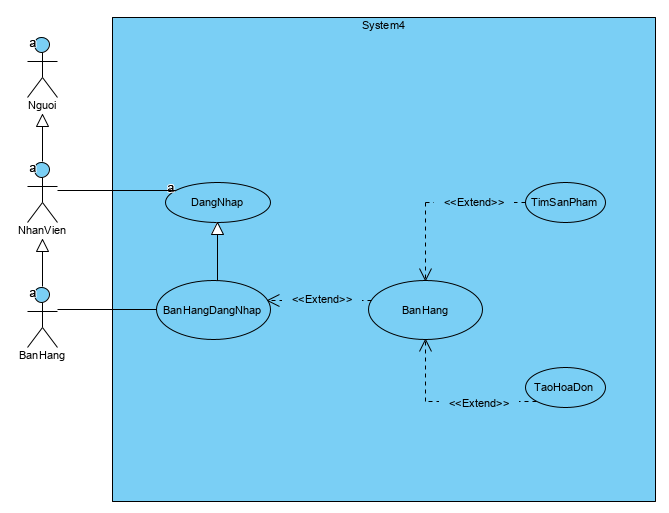 System4
a
Nguoi
a
NhanVien
a
BanHang
a
DangNhap
BanHangDangNhap
<<Extend>>
BanHang
<<Extend>>
TimSanPham
<<Extend>>
TaoHoaDon